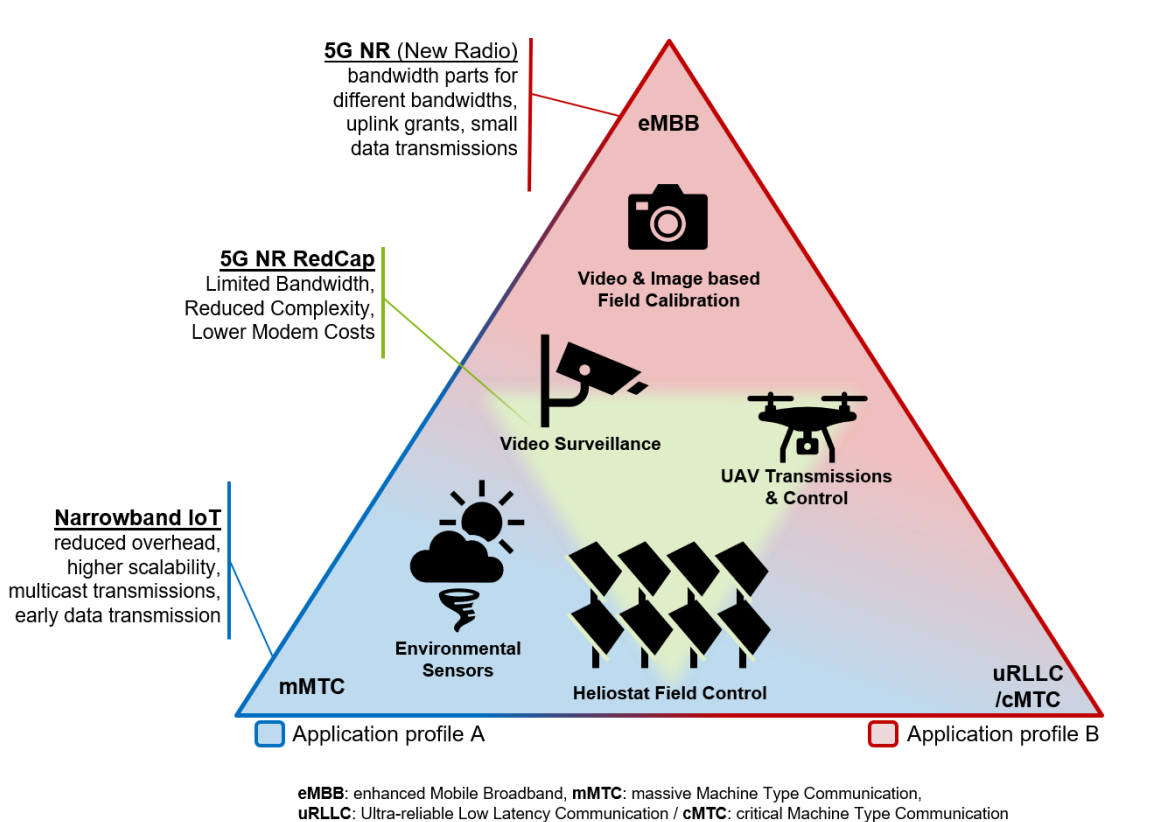 5G NR (New Radio)
bandwidth parts for
different bandwidths,
uplink grants, small
data transmissions
eMBB
Video & Image based
Field Calibration
5G NR RedCap
Limited Bandwidth,
Reduced Complexity,
Lower Modem Costs
Video Surveillance
UAV Transmissions
& Control
Narrowband IoT
reduced overhead,
higher scalability,
multicast transmissions,
early data transmission
Environmental
Sensors
Heliostat Field Control
mMTC
uRLLC
/cMTC
Application profile A
Application profile B
eMBB: enhanced Mobile Broadband, mMTC: massive Machine Type Communication,
uRLLC: Ultra-reliable Low Latency Communication / cMTC: critical Machine Type Communication